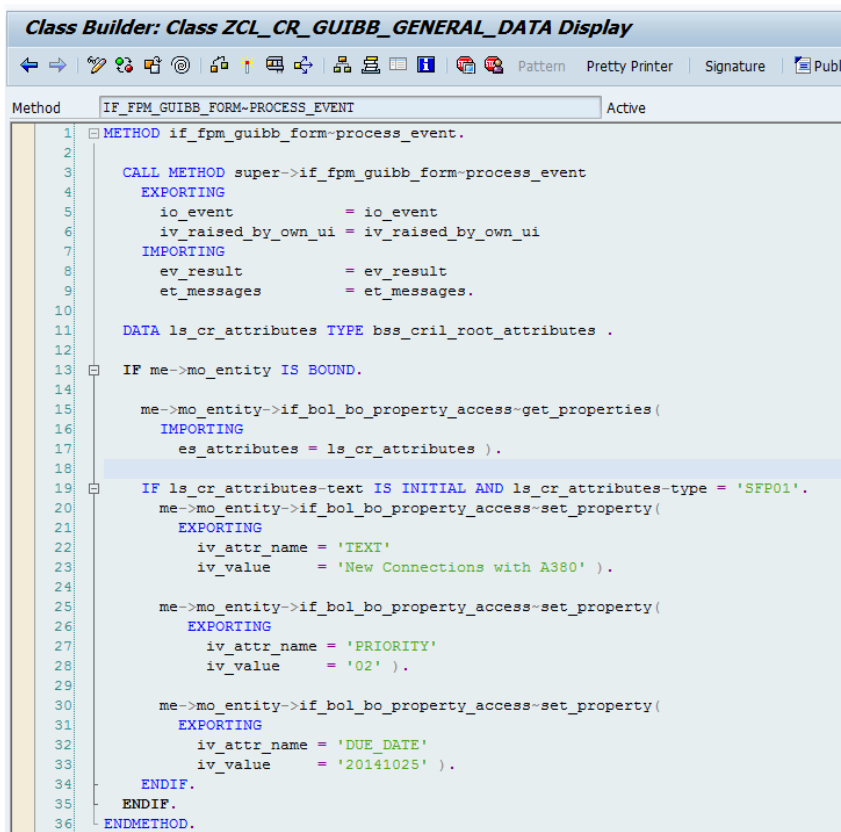 Class Builder: Class ZCL_CR_GUIBB_GENERAL_DATA Display
Pattern Pretty Printer Signature Publ
Method IF_FPM_GUIBB_FORM~PROCESS_EVENT Active
1 METHOD if_fpm_guibb_form~process_event.
2
3 CALL METHOD super->if_fpm_guibb_form~process_event
4 EXPORTING
5 io_event = io_event
6 iv_raised_by_own_ui = iv_raised_by_own_ui
7 IMPORTING
8 ev_result = ev_result
9 et_messages = et_messages.
10
11 DATA ls_cr_attributes TYPE bss_cril_root_attributes .
12
13 IF me->mo_entity IS BOUND.
14
15 me->mo_entity->if_bol_bo_property_access~get_properties(
16 IMPORTING
17 es_attributes = ls_cr_attributes ).
18
19 IF ls_cr_attributes-text IS INITIAL AND ls_cr_attributes-type = 'SFP01'.
20 me->mo_entity->if_bol_bo_property_access~set_property(
21 EXPORTING
22 iv_attr_name = 'TEXT'
23 iv_value = 'New Connections with A380' ).
24
25 me->mo_entity->if_bol_bo_property_access~set_property(
26 EXPORTING
27 iv_attr_name = 'PRIORITY'
28 iv_value = '02' ).
29
30 me->mo_entity->if_bol_bo_property_access~set_property(
31 EXPORTING
32 iv_attr_name = 'DUE_DATE'
33 iv_value = '20141025' ).
34 ENDIF.
35 ENDIF.
36 ENDMETHOD.